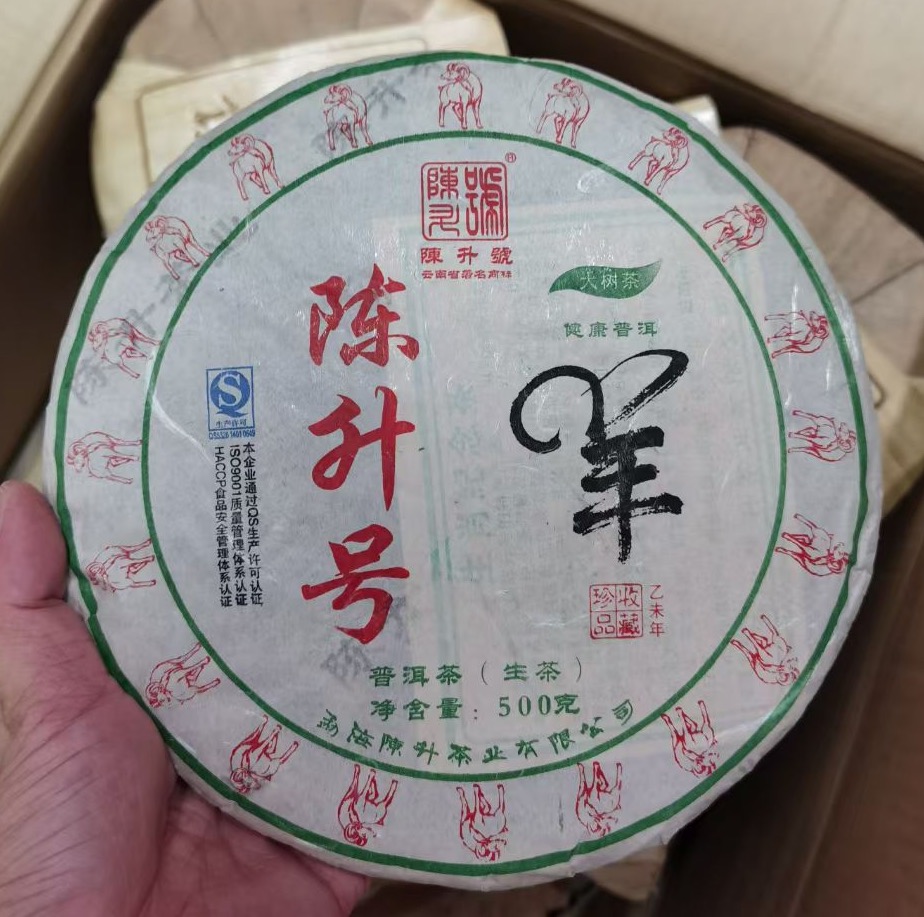 陳升號
®
陳升號
云南省著名商标
大树茶
健康普洱
陈升号
羊
乙未年
收藏
珍品
生产许可
本企业通过QS生产许可认证
ISO9001质量管理体系认证
HACCP食品安全管理体系认证
普洱茶（生茶）
净含量：500克
勐海陳升茶业有限公司